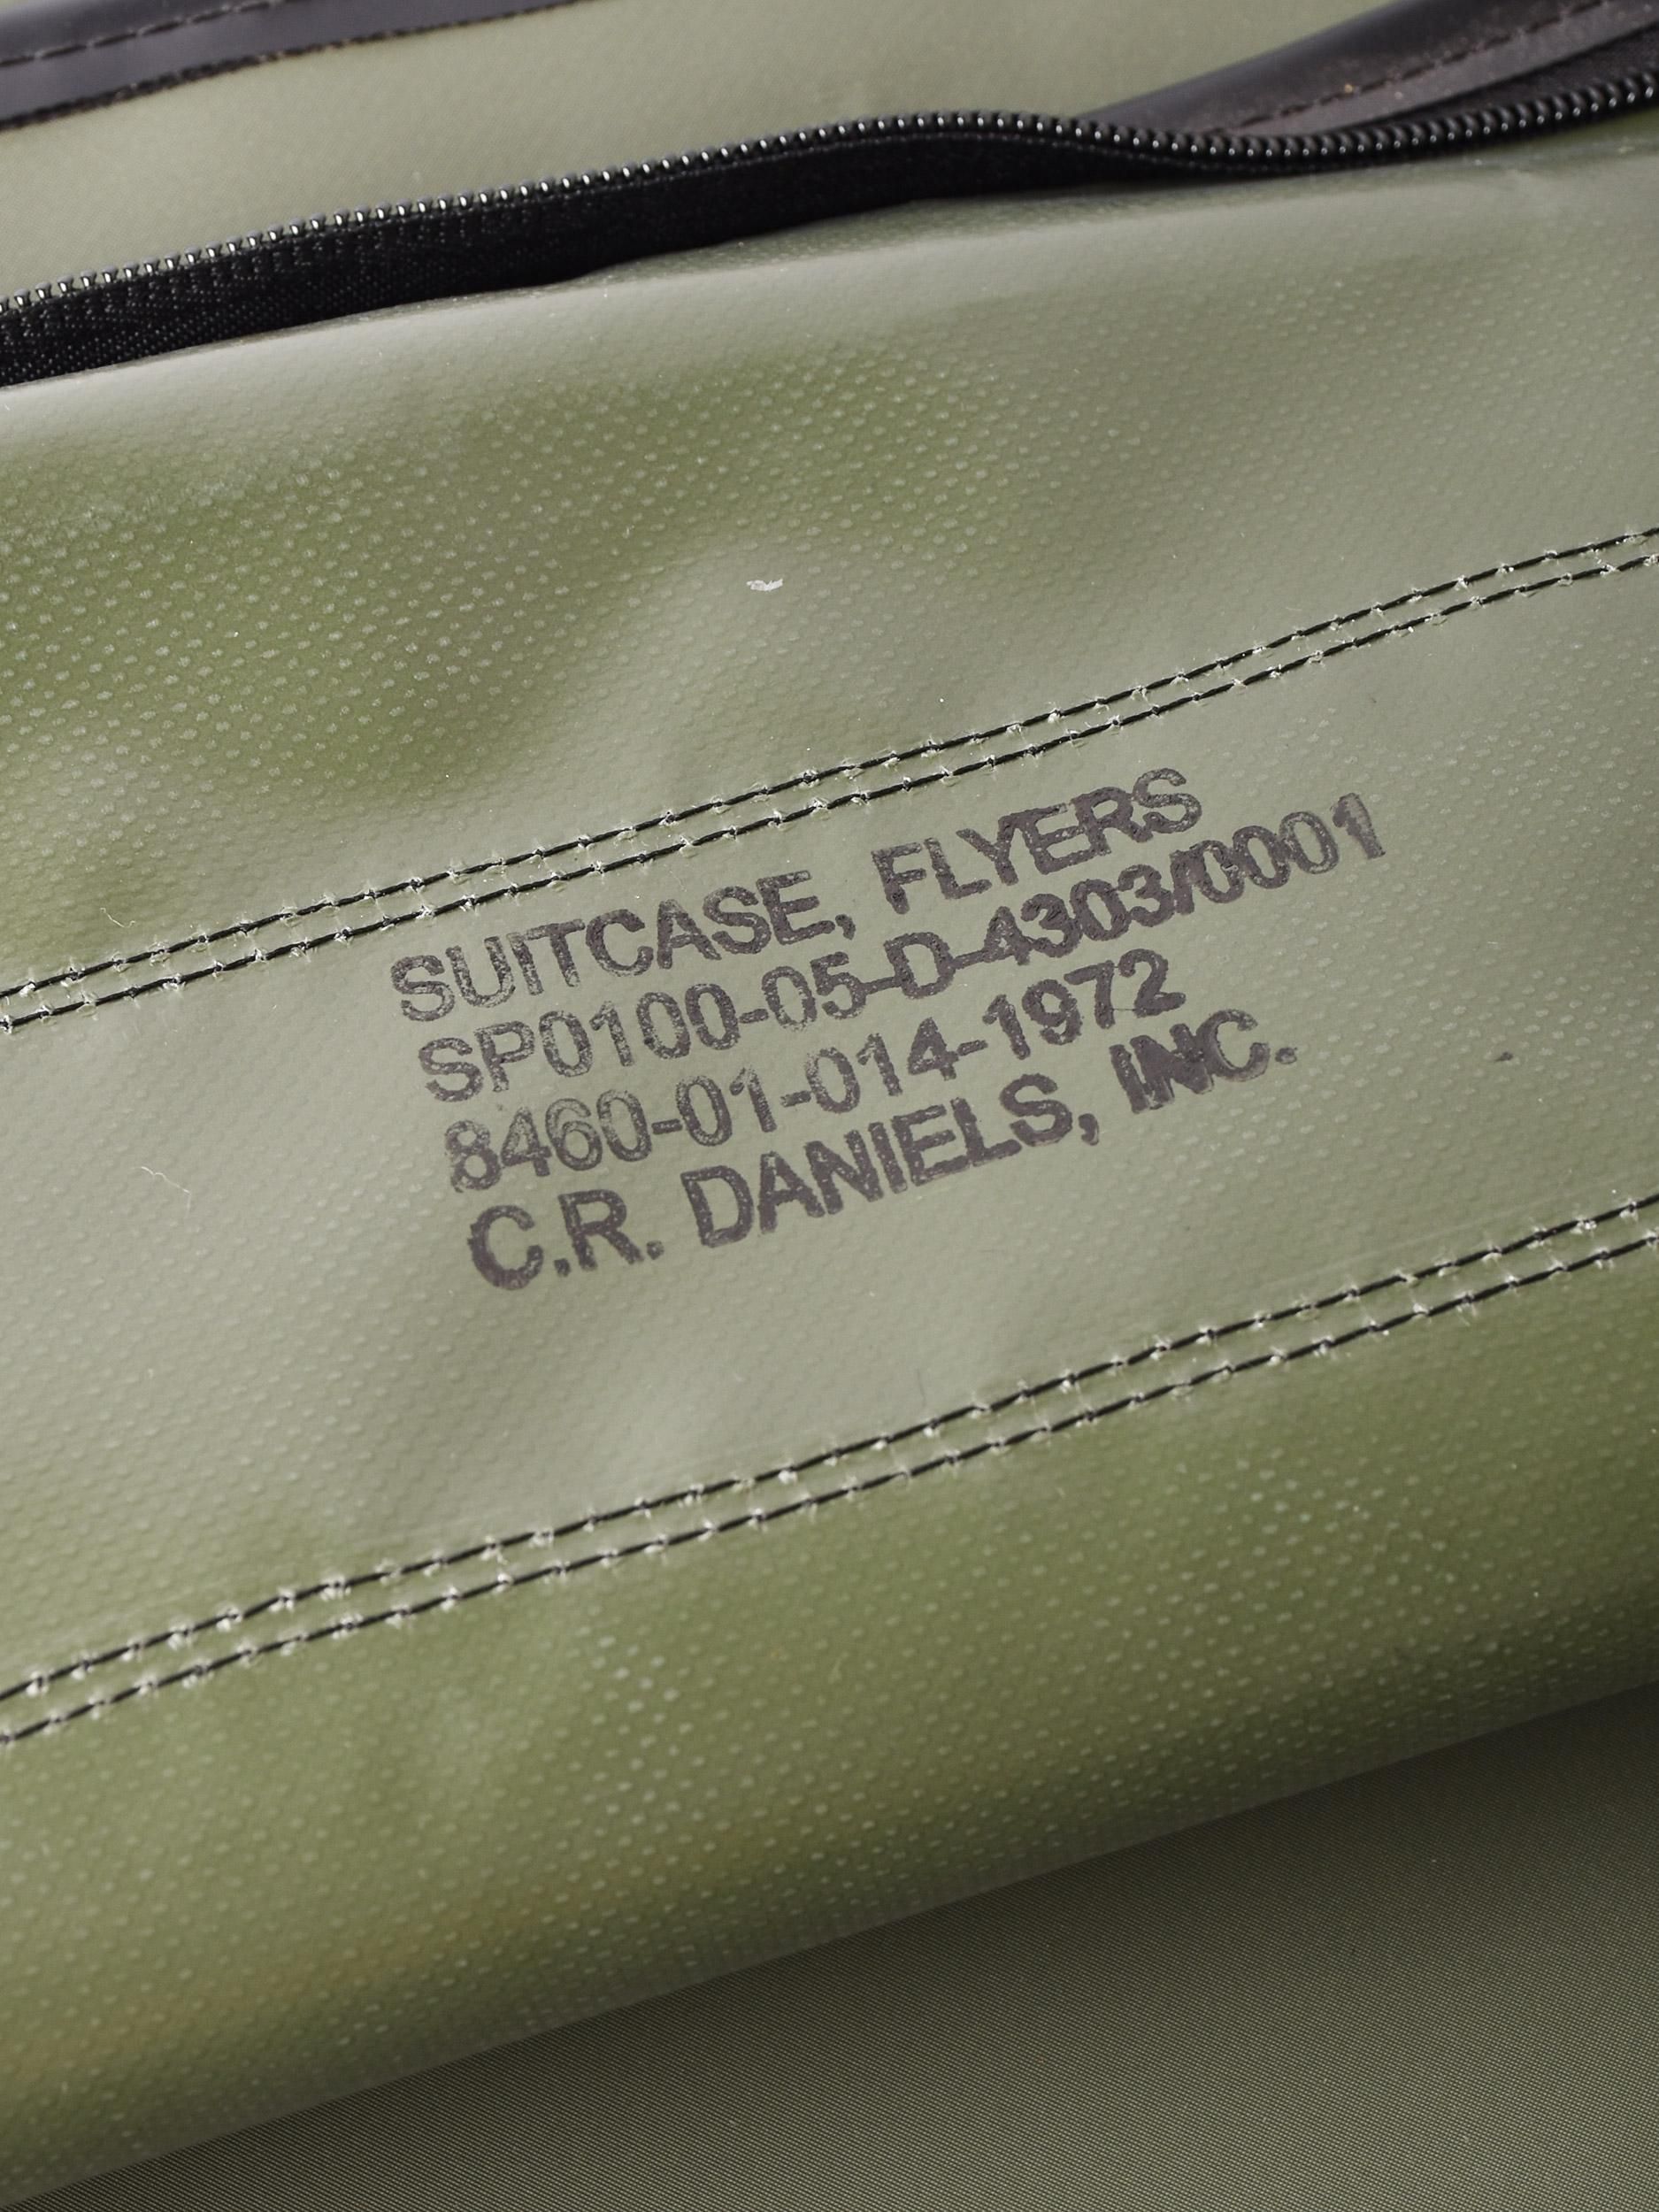 SUITCASE, FLYERS
SP0100-05-D-4303/0001
8460-01-014-1972
C.R. DANIELS, INC.